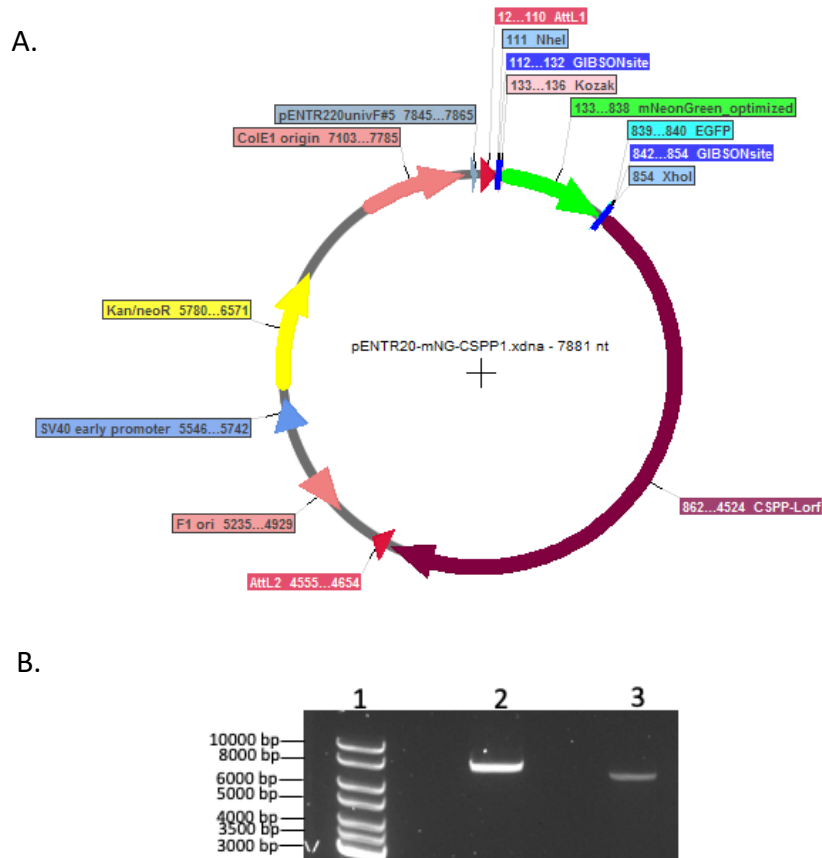 A.
12...110 AttL1
111 NheI
112...132 GIBSONsite
133...136 Kozak
pENTR220univF#5 7845...7865
133...838 mNeonGreen_optimized
ColE1 origin 7103...7785
839...840 EGFP
842...854 GIBSONsite
854 XhoI
Kan/neoR 5780...6571
pENTR20-mNG-CSPP1.xdna - 7881 nt
SV40 early promoter 5546...5742
862...4524 CSPP-Lorf
F1 ori 5235...4929
AttL2 4555...4654
B.
1 2 3
10000 bp
8000 bp
6000 bp
5000 bp
4000 bp
3500 bp
3000 bp